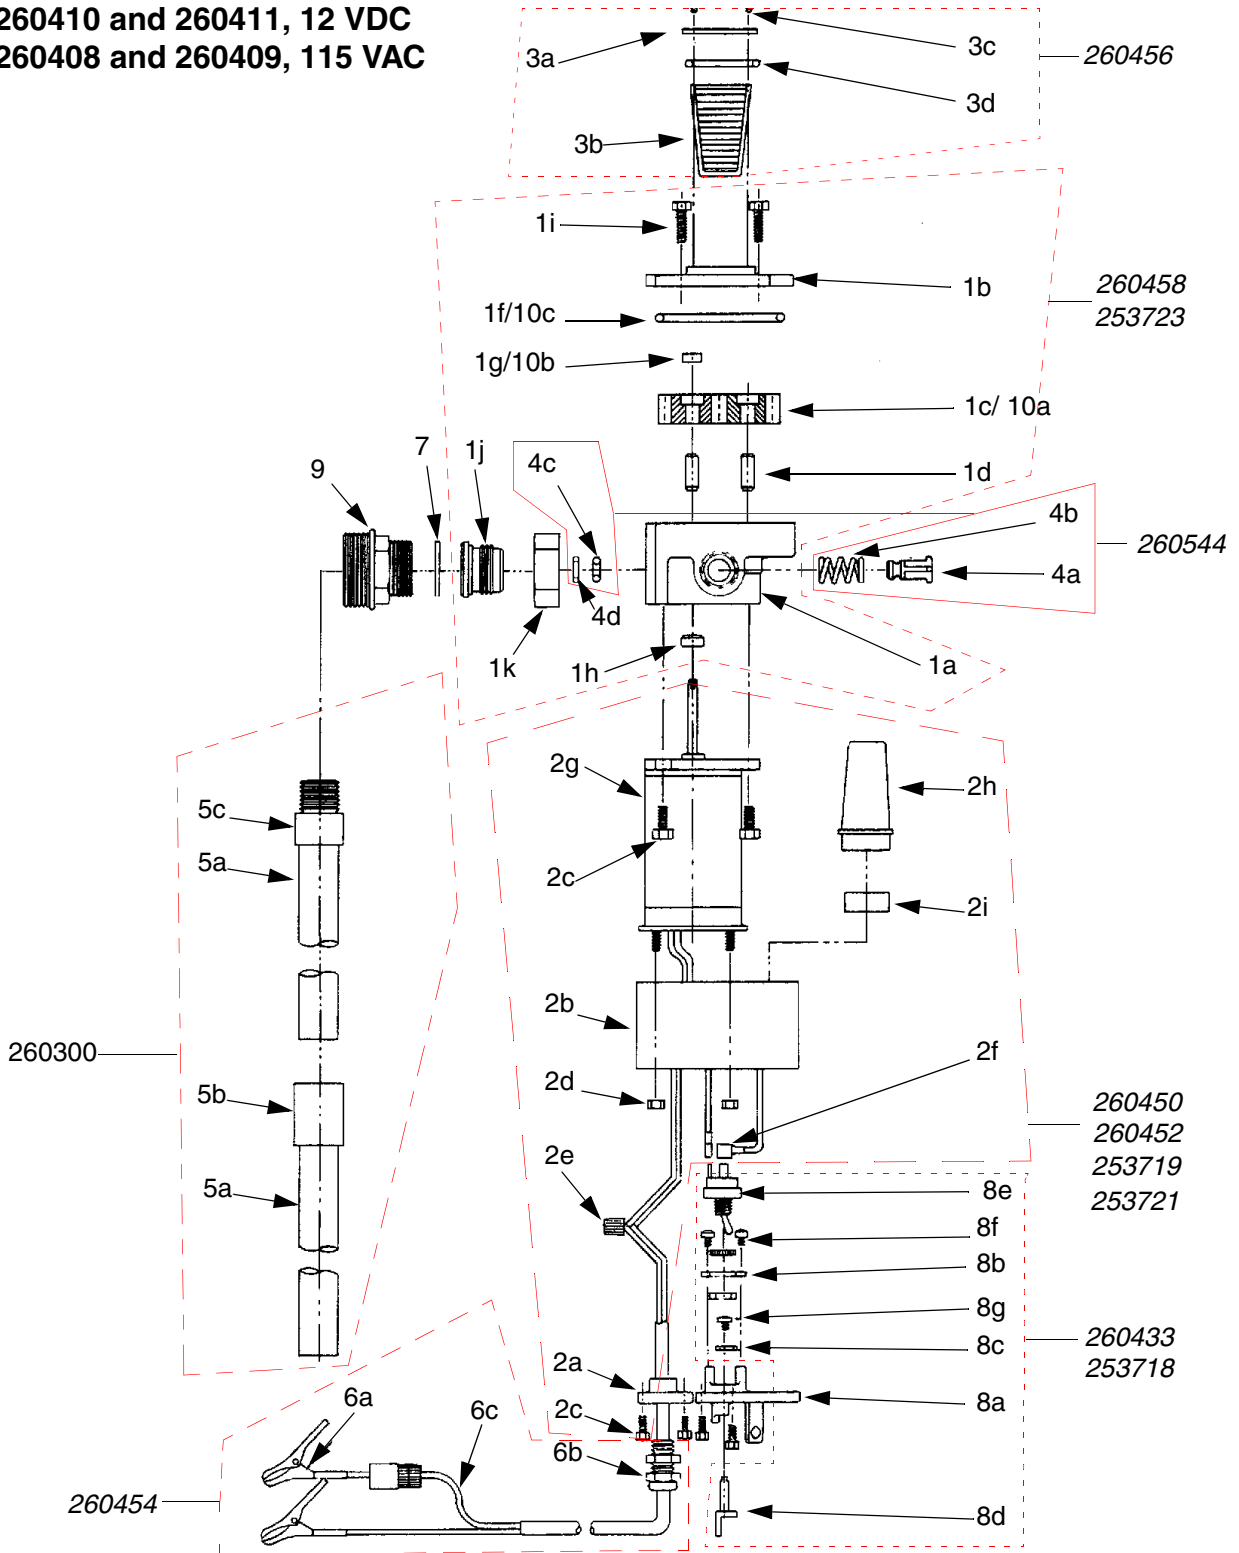 260410 and 260411, 12 VDC
260408 and 260409, 115 VAC
3a
3c
260456
3d
3b
1i
1b
260458
253723
1f/10c
1g/10b
1c/ 10a
9
7
1j
4c
1d
4b
260544
4a
4d
1k
1h
1a
2g
2h
5c
5a
2c
2i
2b
2f
260300
2d
5b
260450
260452
253719
253721
2e
5a
8e
8f
8b
8g
8c
260433
253718
2a
6a
6c
2c
8a
6b
260454
8d